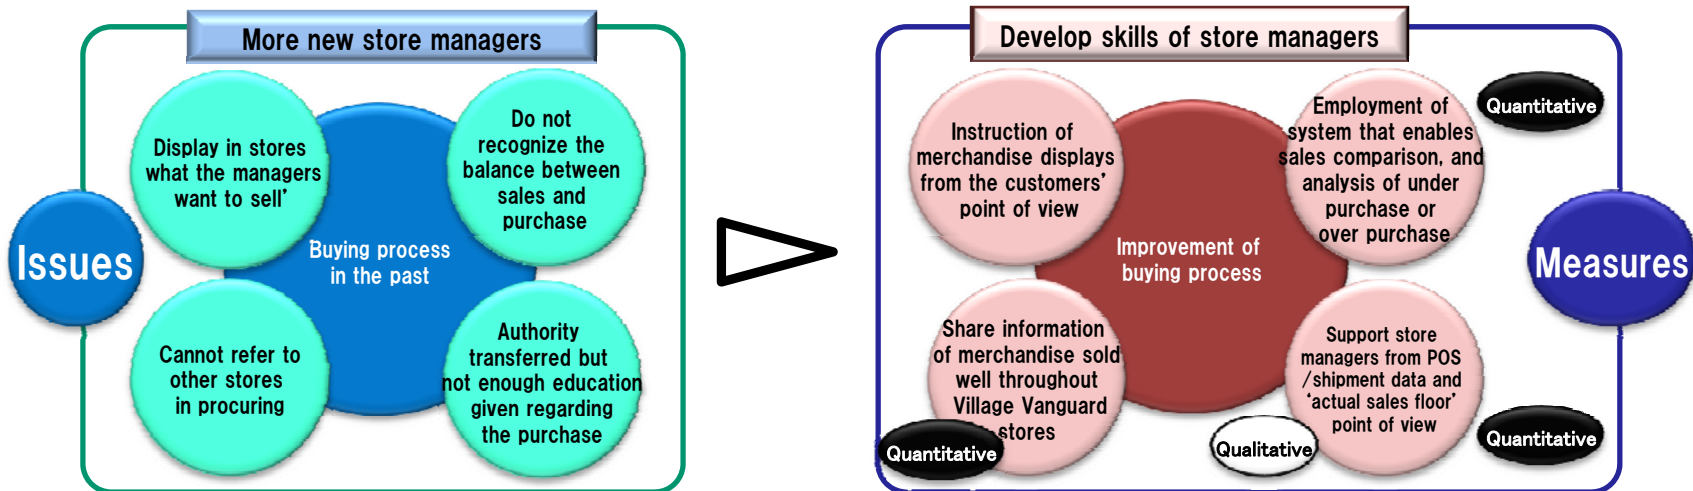 More new store managers
Issues
Buying process
in the past
Display in stores
what the managers
want to sell’
Do not
recognize the
balance between
sales and
purchase
Cannot refer to
other stores
in procuring
Authority
transferred but
not enough education
given regarding
the purchase
Develop skills of store managers
Measures
Improvement of
buying process
Instruction of
merchandise displays
from the customers’
point of view
Employment of
system that enables
sales comparison, and
analysis of under
purchase or
over purchase
Quantitative
Share information
of merchandise sold
well throughout
Village Vanguard
stores
Quantitative
Support store
managers from POS
/shipment data and
‘actual sales floor’
point of view
Qualitative
Quantitative